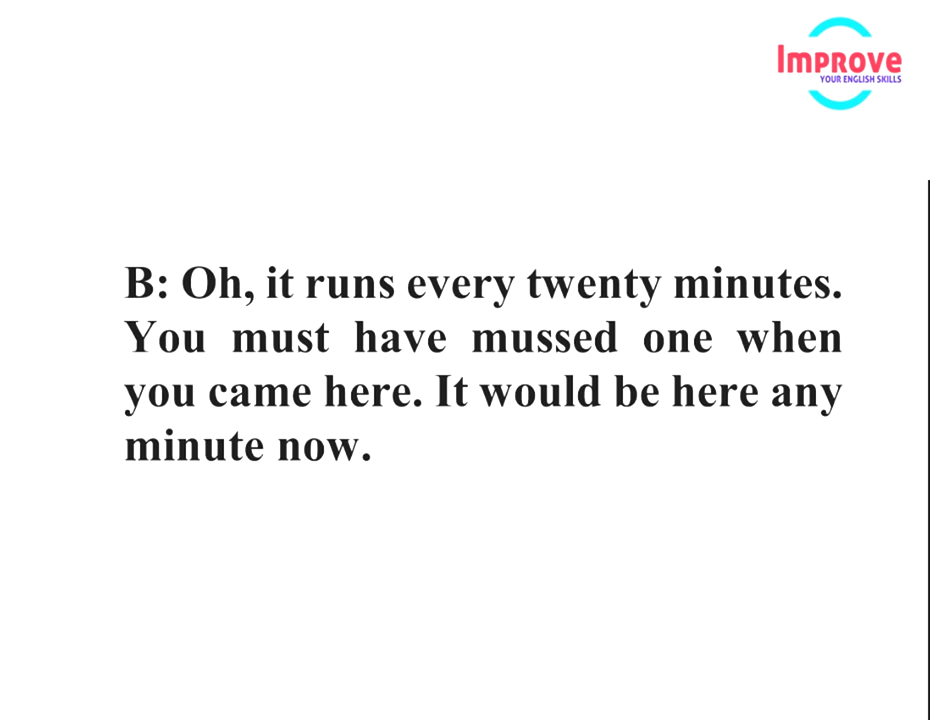 Improve
YOUR ENGLISH SKILLS
B: Oh, it runs every twenty minutes.
You must have mussed one when
you came here. It would be here any
minute now.